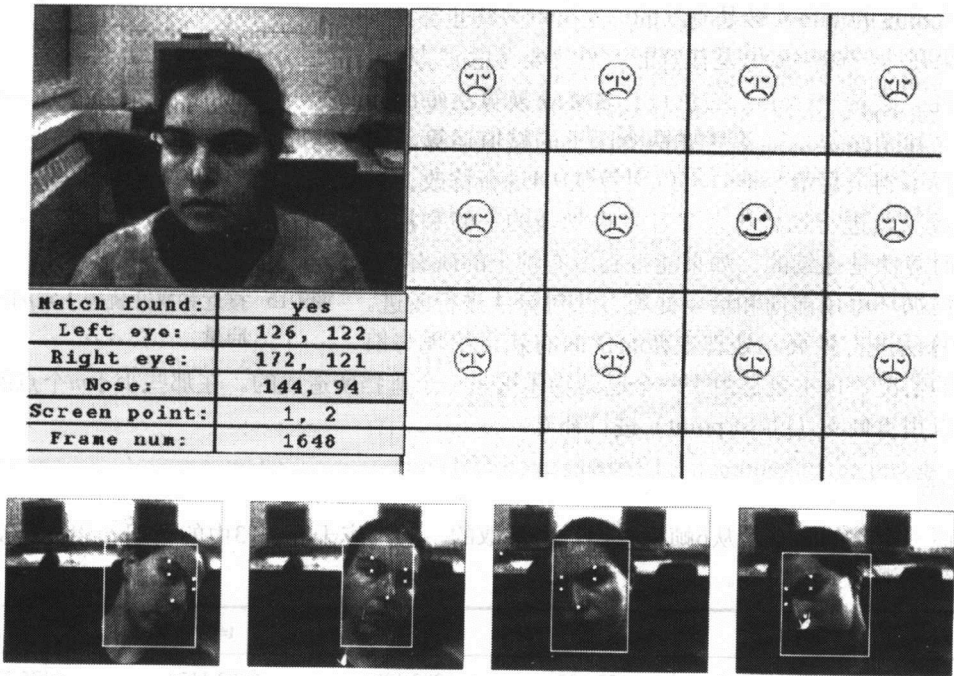 Match found: yes
Left eye: 126, 122
Right eye: 172, 121
Nose: 144, 94
Screen point: 1, 2
Frame num: 1648